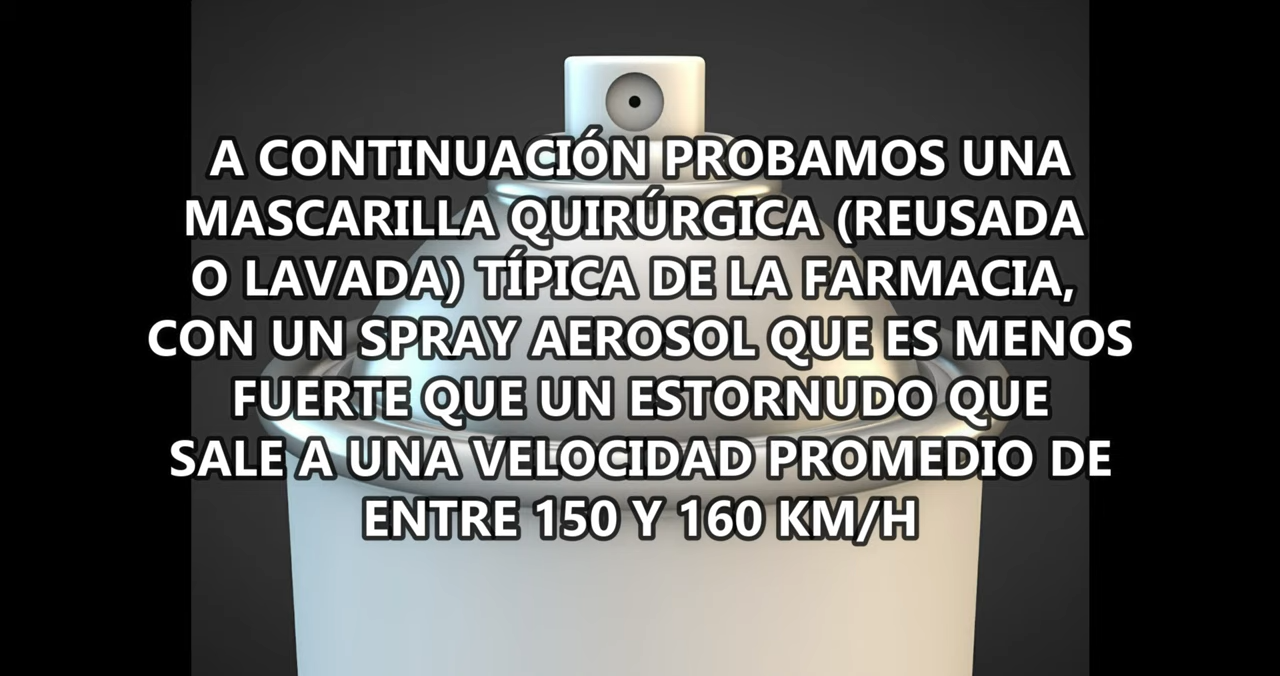 A CONTINUACIÓN PROBAMOS UNA
MASCARILLA QUIRÚRGICA (REUSADA
O LAVADA) TÍPICA DE LA FARMACIA,
CON UN SPRAY AEROSOL QUE ES MENOS
FUERTE QUE UN ESTORNUDO QUE
SALE A UNA VELOCIDAD PROMEDIO DE
ENTRE 150 Y 160 KM/H